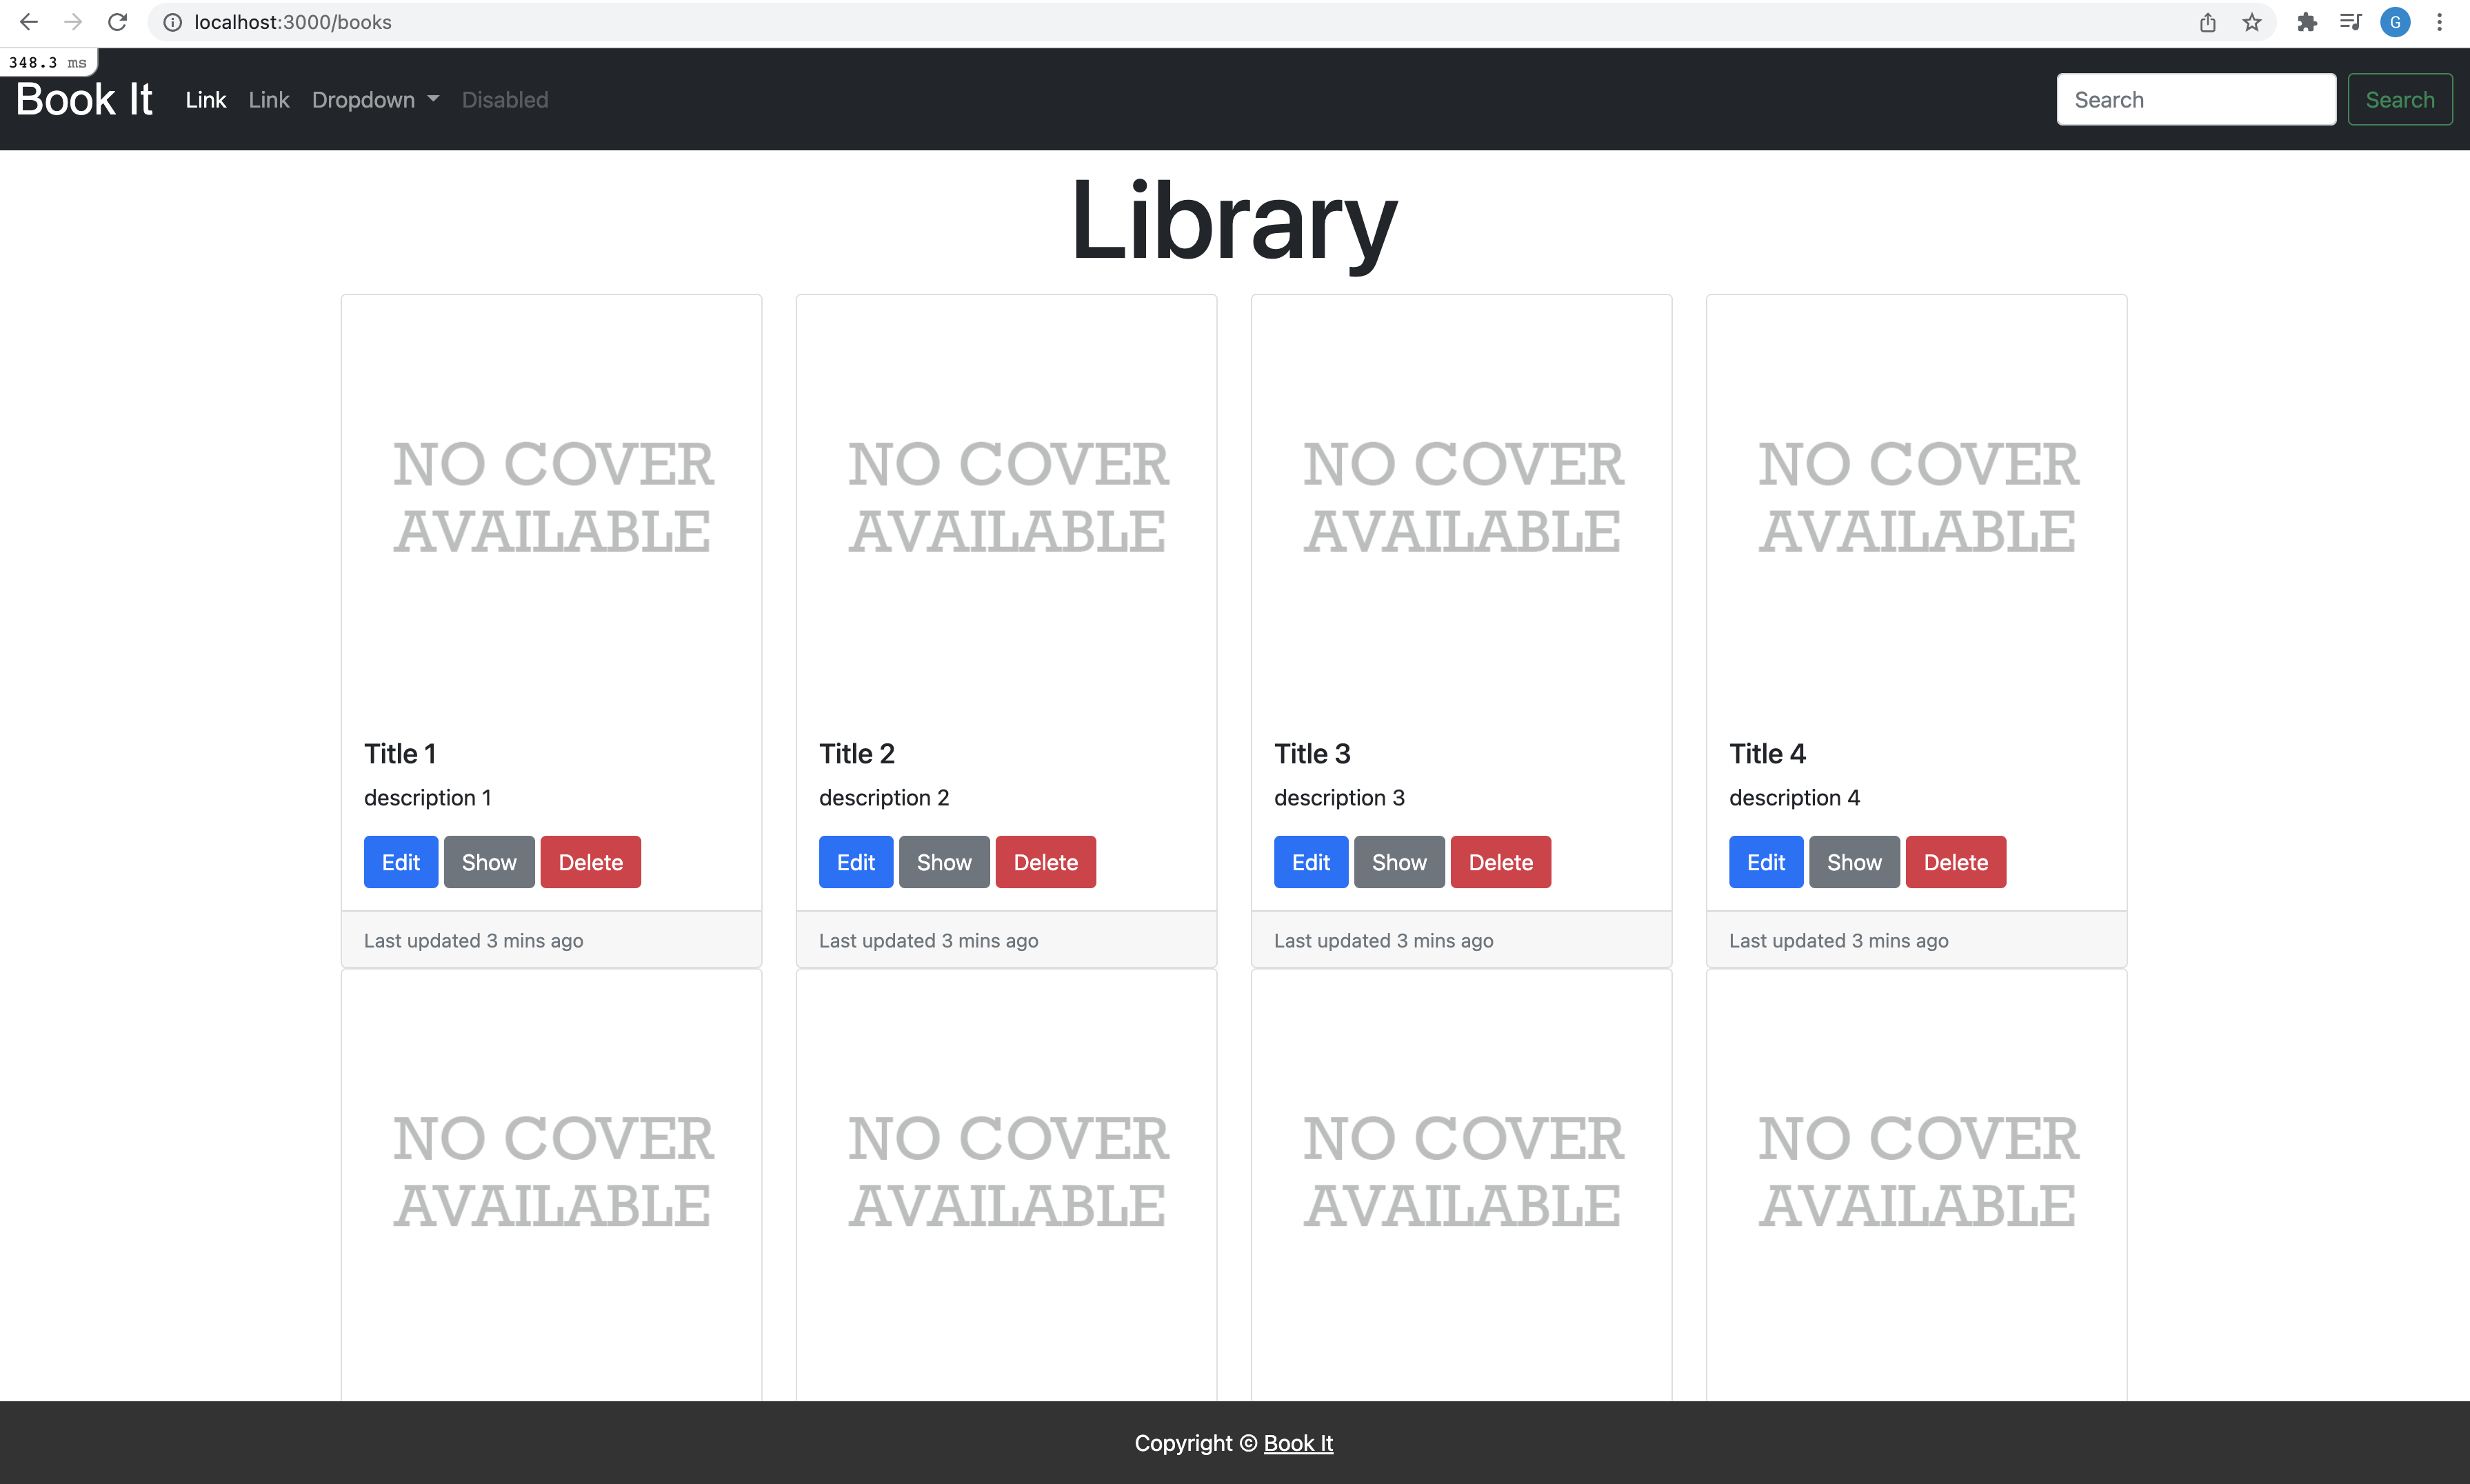 localhost:3000/books
G
348.3 ms
Book It Link Link Dropdown Disabled Search Search
Library
NO COVER AVAILABLE
NO COVER AVAILABLE
NO COVER AVAILABLE
NO COVER AVAILABLE
Title 1
description 1
Edit Show Delete
Last updated 3 mins ago
Title 2
description 2
Edit Show Delete
Last updated 3 mins ago
Title 3
description 3
Edit Show Delete
Last updated 3 mins ago
Title 4
description 4
Edit Show Delete
Last updated 3 mins ago
NO COVER AVAILABLE
NO COVER AVAILABLE
NO COVER AVAILABLE
NO COVER AVAILABLE
Copyright © Book It